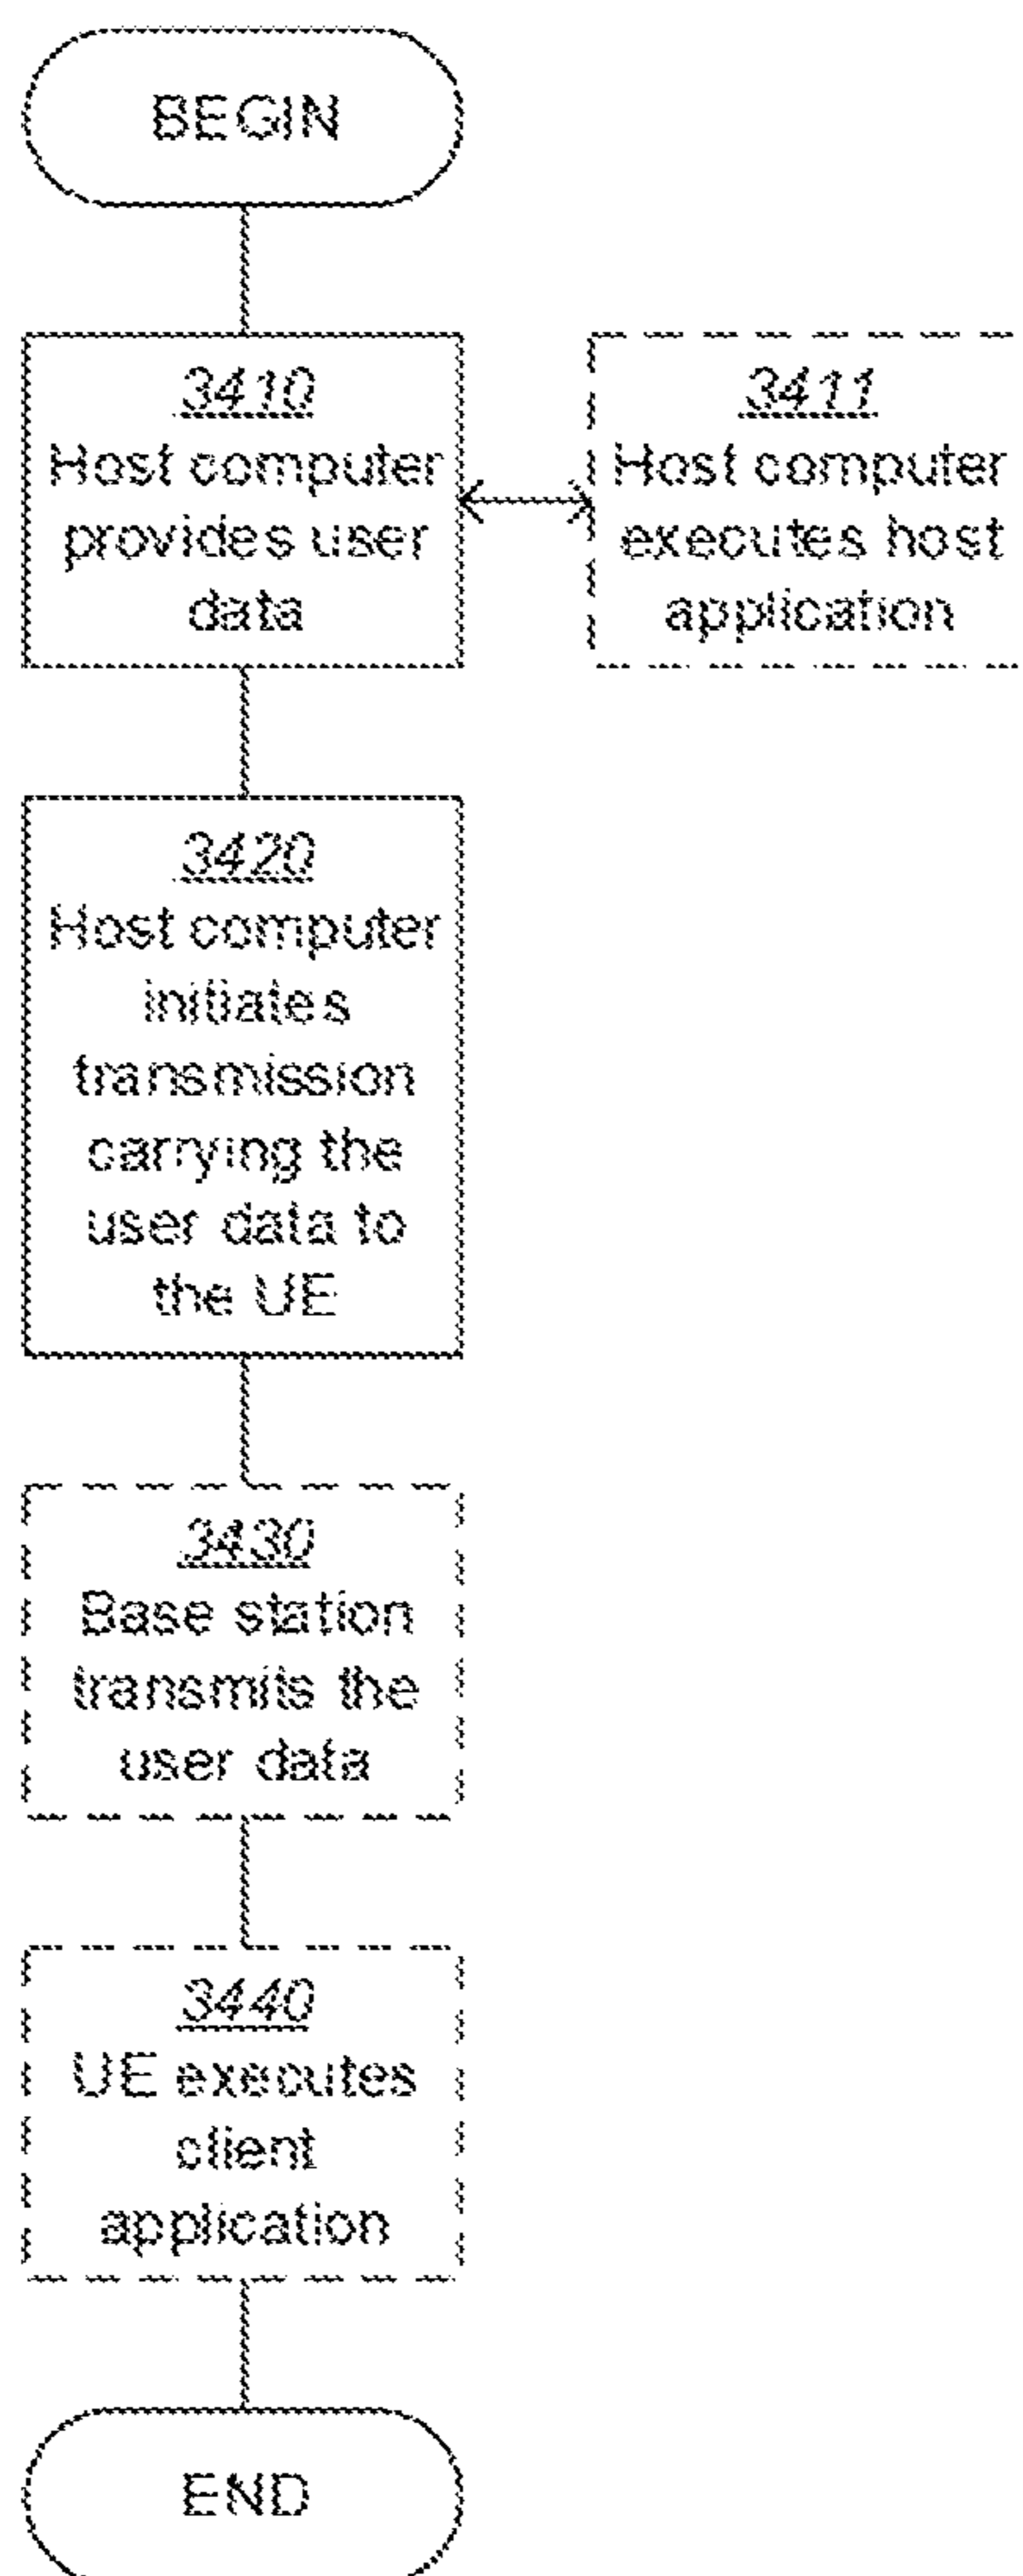 BEGIN
3410
Host computer
provides user
data
3411
Host computer
executes host
application
3420
Host computer
initiates
transmission
carrying the
user data to
the UE
3430
Base station
transmits the
user data
3440
UE executes
client
application
END